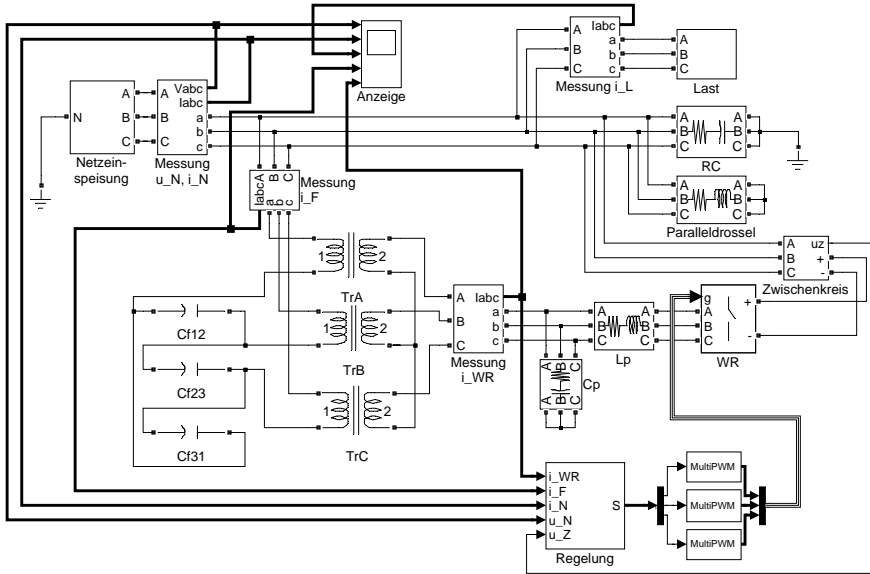 Iabc
A
a
A
B
b
B
C
c
C
Messung i_L
Last
Anzeige
N
A
B
C
Netzein-
speisung
A
Vabc
Iabc
B
a
b
C
c
Messung
u_N, i_N
A
A
B
B
C
C
RC
A
A
B
B
C
C
Paralleldrossel
IabcA
B
C
a
b
c
Messung
i_F
A
uz
B
+
C
-
Zwischenkreis
1
2
TrA
1
2
TrB
1
2
TrC
Cf12
Cf23
Cf31
A
Iabc
a
B
b
C
c
Messung
i_WR
A
A
B
B
C
C
Lp
g
+
A
B
C
-
WR
A
B
C
A
B
C
Cp
i_WR
i_F
i_N
u_N
u_Z
S
Regelung
MultiPWM
MultiPWM
MultiPWM